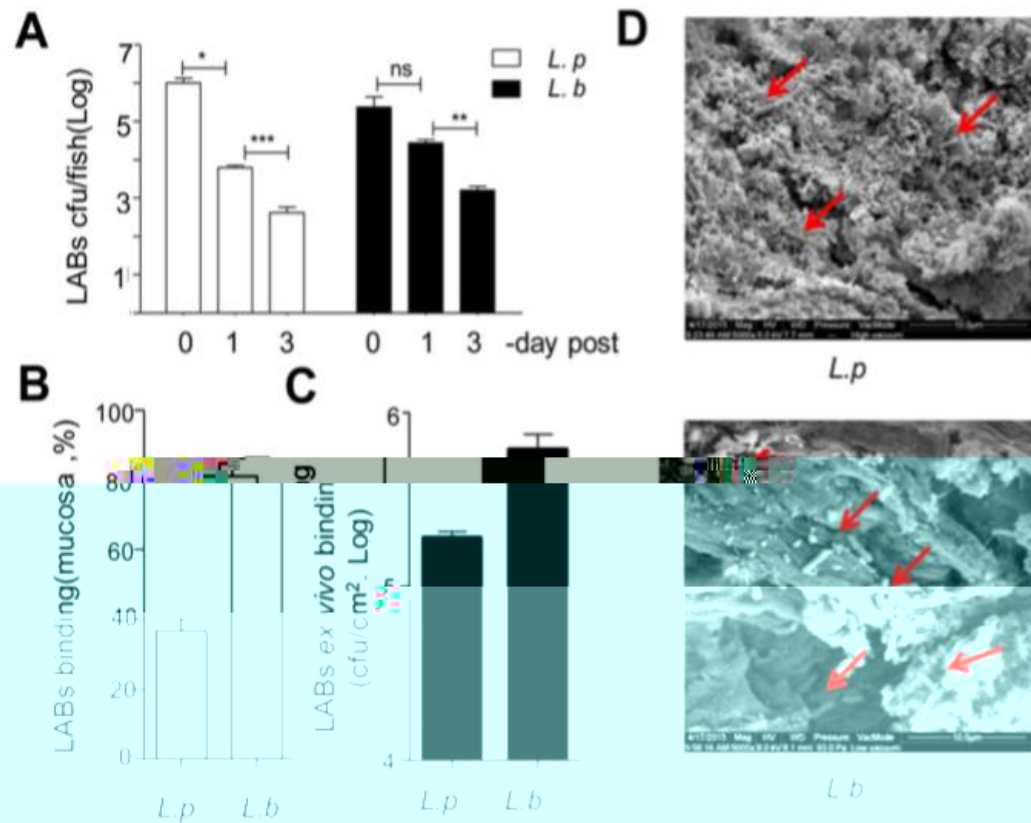 A
LABs cfu/fish(Log)
7
5
3
1
* *** ns **
L. p
L. b
0 1 3 0 1 3 -day post
B
LABs binding(mucosa ,%)
100
80
60
40
20
0
L.p L.b
C
LABs ex vivo binding
(cfu/cm². Log)
6
4
L.p L.b
D
L.p
L b